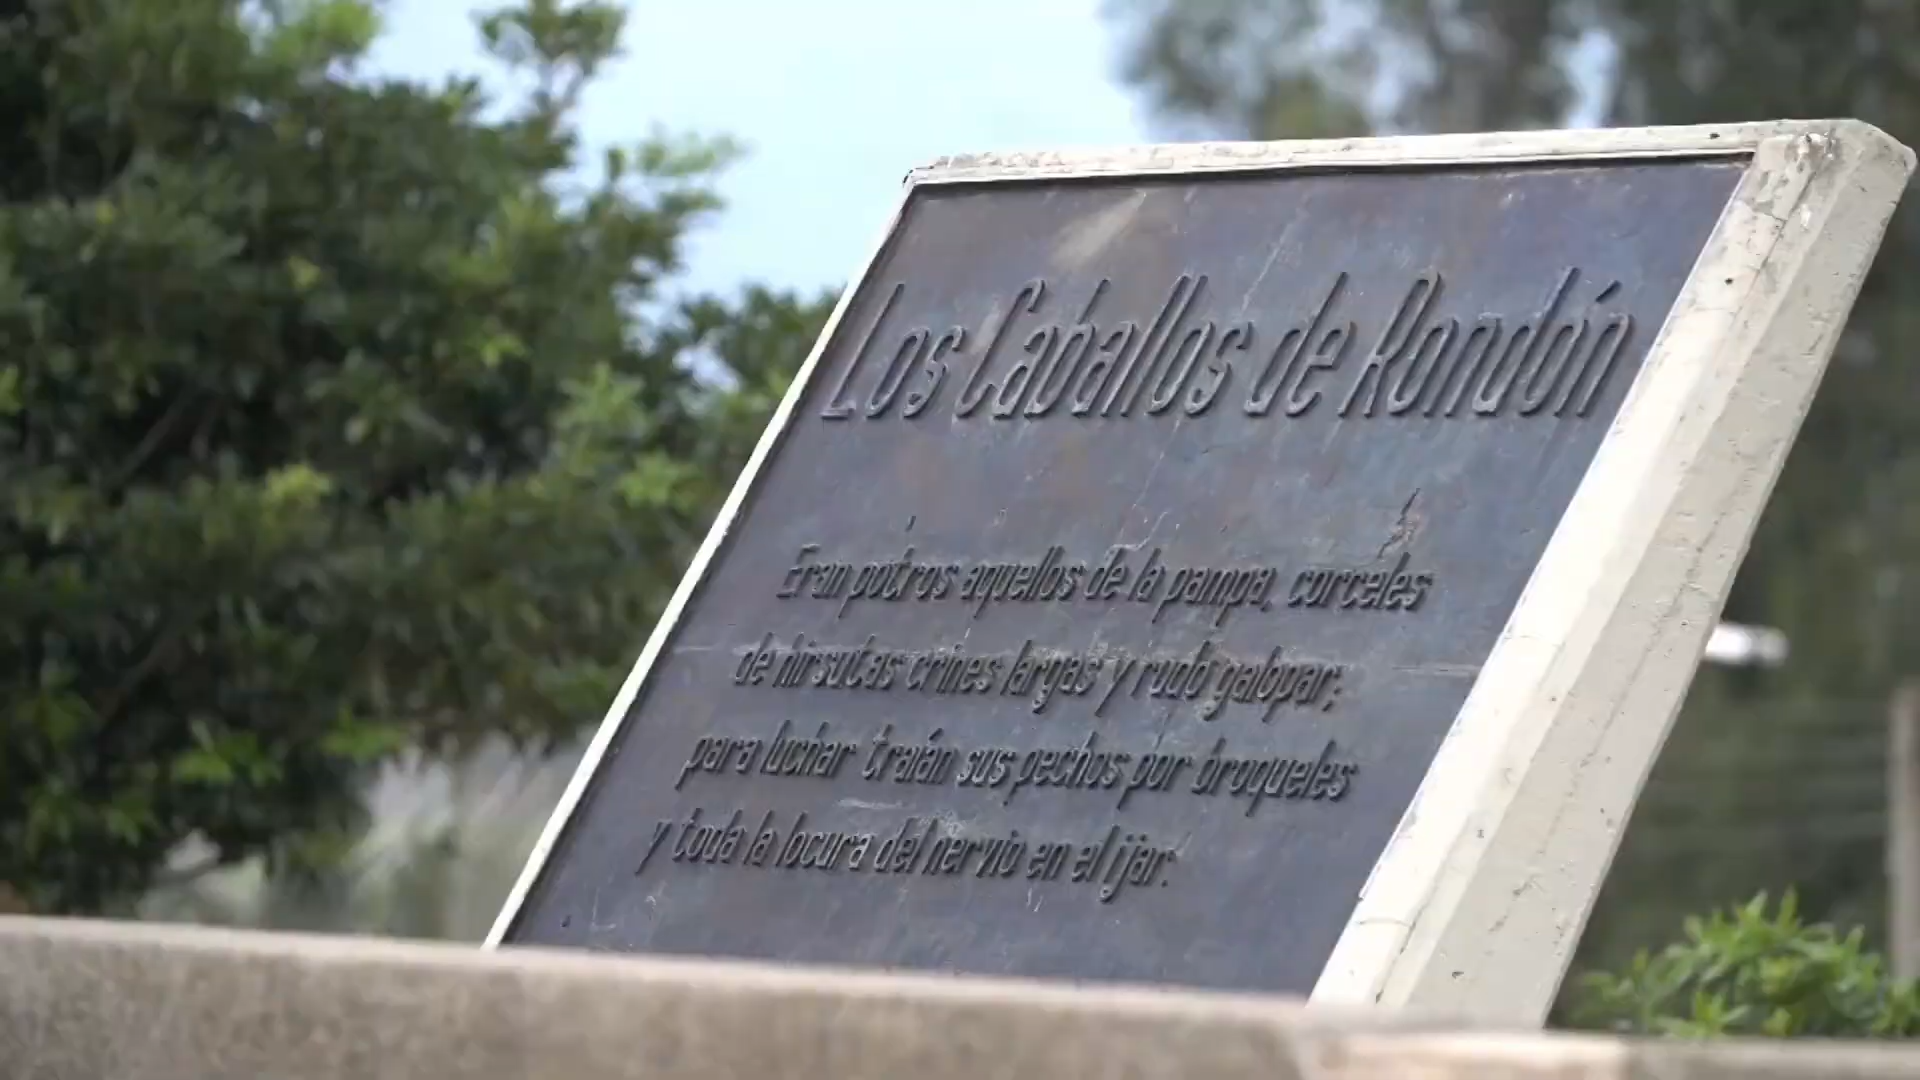 Los Caballos de Rondón
Eran potros aquellos de la pampa, corceles
de hirsutas crines largas y rudo galopar;
para luchar traían sus pechos por broqueles
y toda la locura del nervio en el ijar.